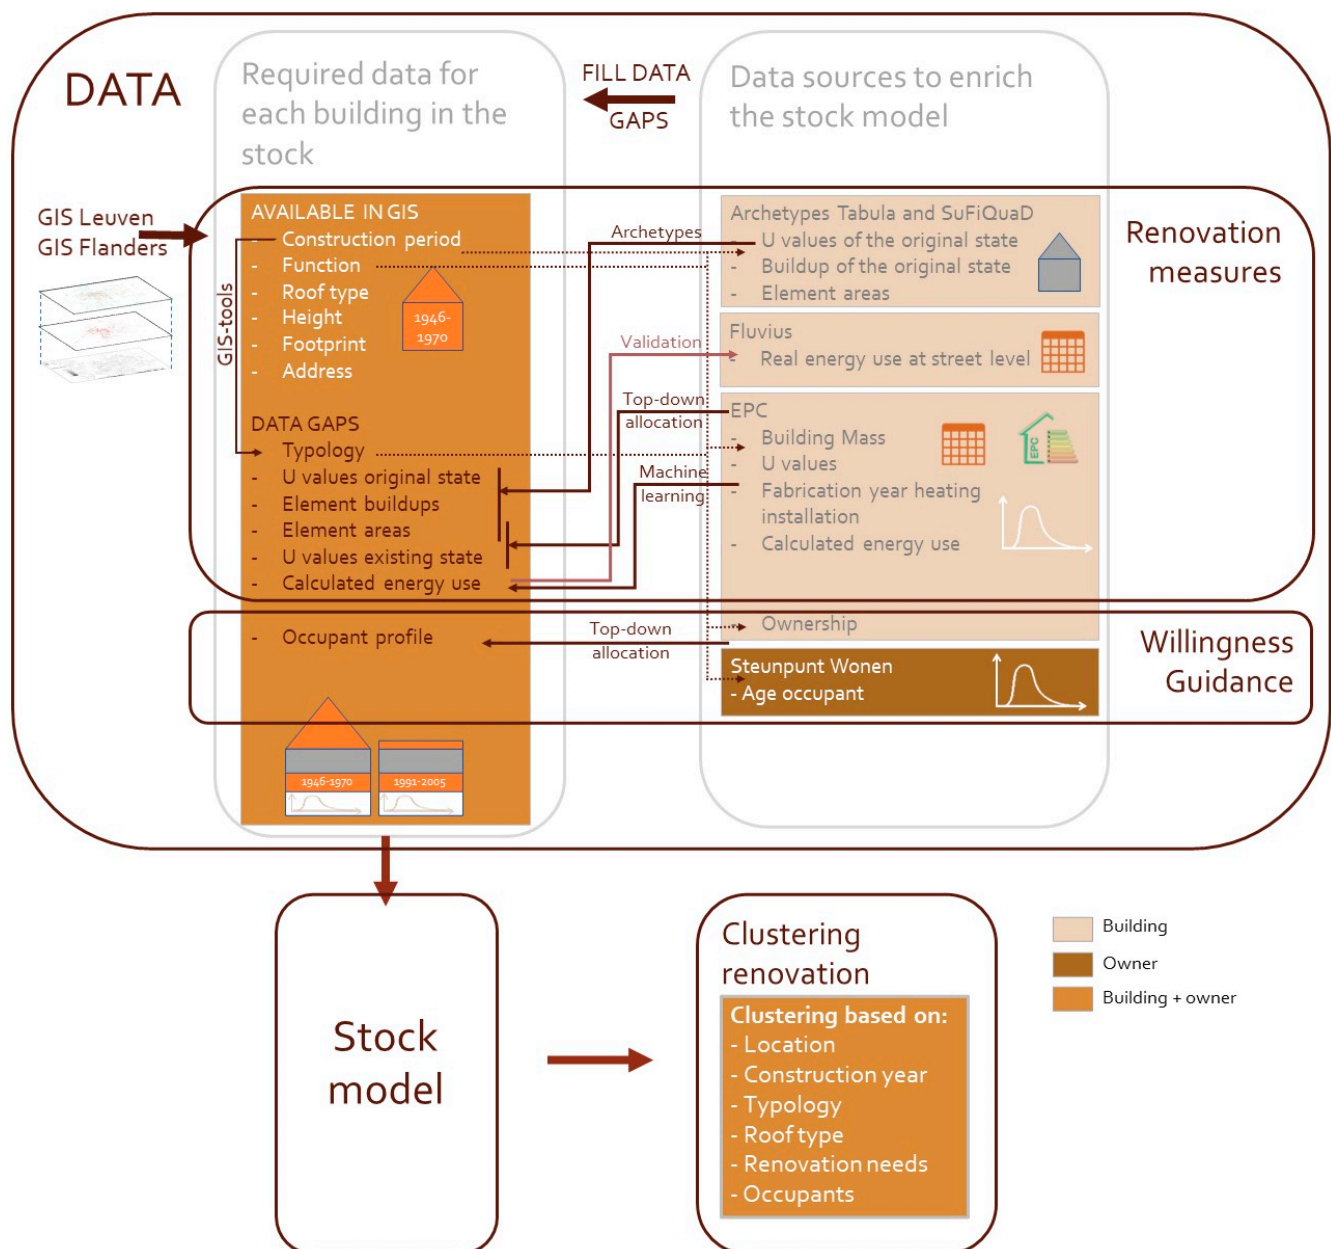 DATA
Required data for
each building in the
stock
FILL DATA
GAPS
Data sources to enrich
the stock model
GIS Leuven
GIS Flanders
AVAILABLE IN GIS
- Construction period
- Function
- Roof type
- Height
- Footprint
- Address
1946-
1970
GIS-tools
DATA GAPS
- Typology
- U values original state
- Element buildups
- Element areas
- U values existing state
- Calculated energy use
- Occupant profile
1946-1970
1991-2005
Archetypes
Validation
Top-down
allocation
Machine
learning
Top-down
allocation
Archetypes Tabula and SuFiQuaD
- U values of the original state
- Buildup of the original state
- Element areas
Fluvius
- Real energy use at street level
EPC
- Building Mass
- U values
- Fabrication year heating
installation
- Calculated energy use
EPC
- Ownership
Steunpunt Wonen
- Age occupant
Renovation
measures
Willingness
Guidance
Stock
model
Clustering
renovation
Clustering based on:
- Location
- Construction year
- Typology
- Roof type
- Renovation needs
- Occupants
Building
Owner
Building + owner